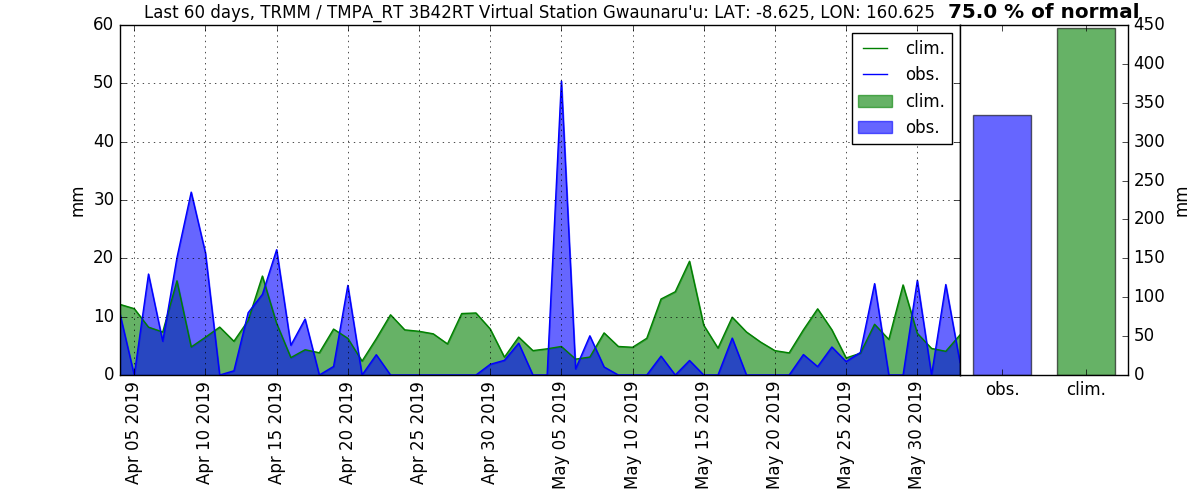 Last 60 days, TRMM / TMPA_RT 3B42RT Virtual Station Gwaunaru'u: LAT: -8.625, LON: 160.625
75.0 % of normal
60
50
40
30
20
10
0
mm
clim.
obs.
clim.
obs.
Apr 05 2019
Apr 10 2019
Apr 15 2019
Apr 20 2019
Apr 25 2019
Apr 30 2019
May 05 2019
May 10 2019
May 15 2019
May 20 2019
May 25 2019
May 30 2019
450
400
350
300
250
200
150
100
50
0
mm
obs.
clim.